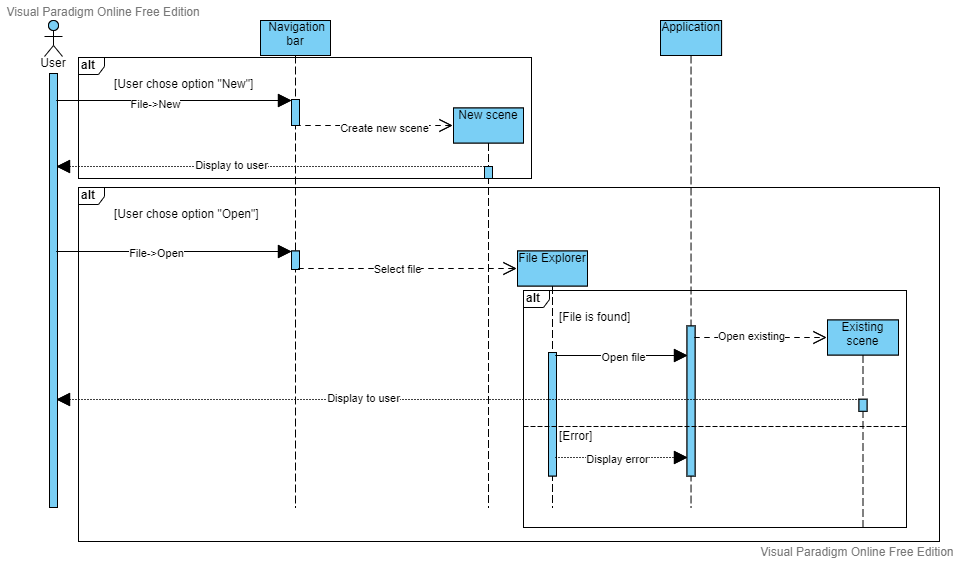 Visual Paradigm Online Free Edition
User
Navigation
bar
Application
alt
[User chose option "New"]
File->New
New scene
Create new scene
Display to user
alt
[User chose option "Open"]
File->Open
File Explorer
Select file
alt
[File is found]
Existing
scene
Open existing
Open file
Display to user
[Error]
Display error
Visual Paradigm Online Free Edition